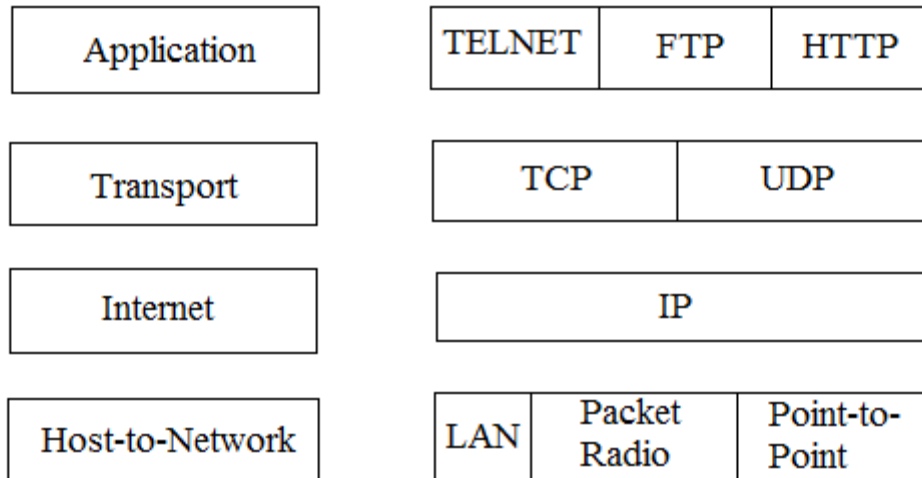 Application TELNET FTP HTTP
Transport TCP UDP
Internet IP
Host-to-Network LAN Packet Radio Point-to-Point